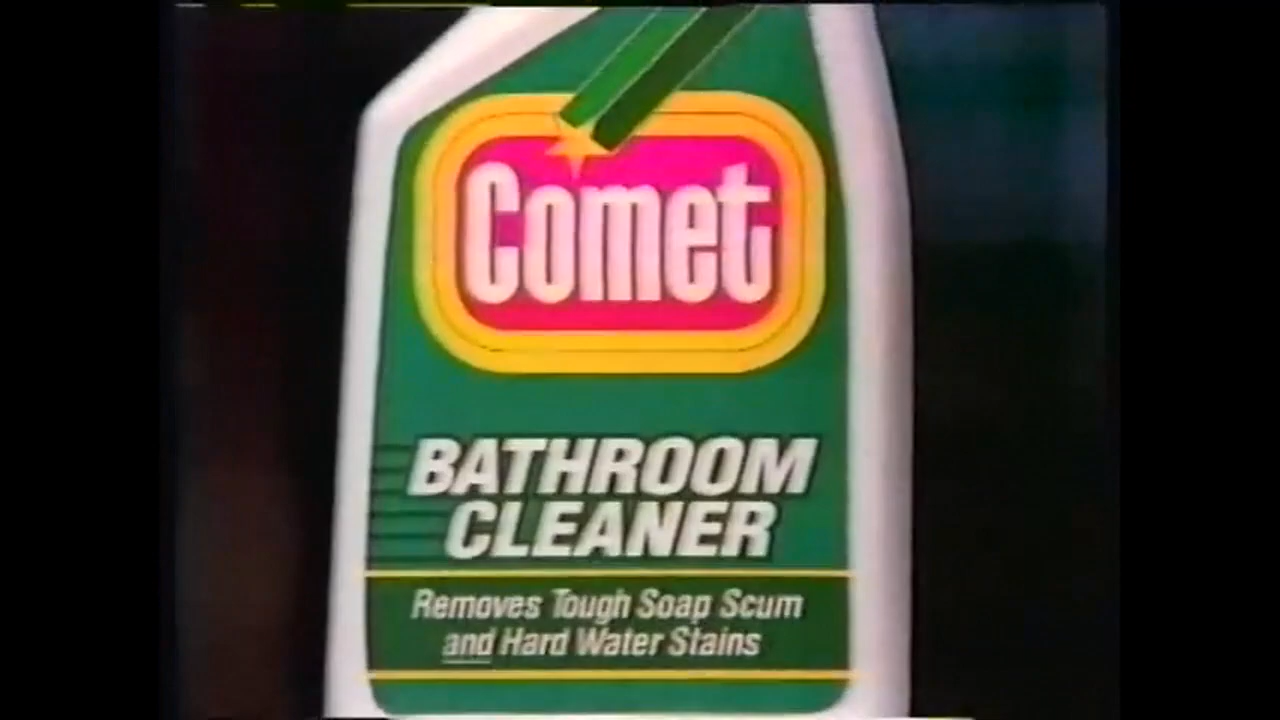 Comet
BATHROOM
CLEANER
Removes Tough Soap Scum
and Hard Water Stains